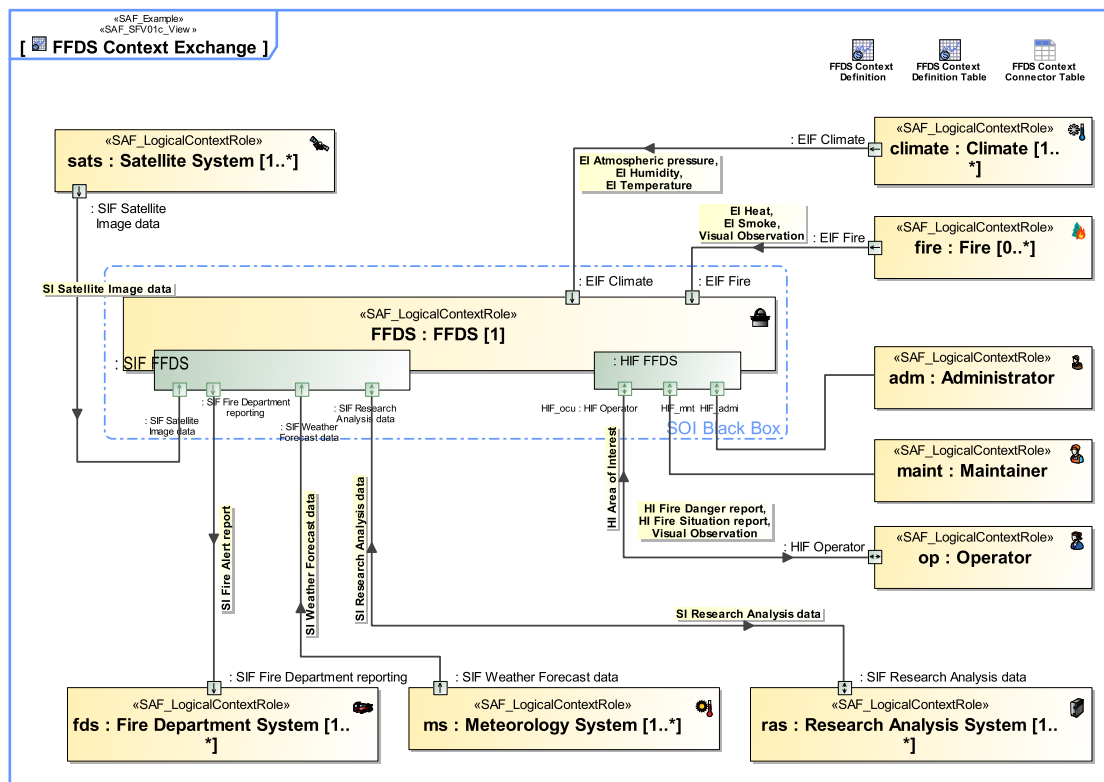 «SAF_Example»
«SAF_SFV01c_View »
[ FFDS Context Exchange ]
FFDS Context
Definition
FFDS Context
Definition Table
FFDS Context
Connector Table
«SAF_LogicalContextRole»
sats : Satellite System [1..*]
: SIF Satellite
Image data
SI Satellite Image data
: EIF Climate
EI Atmospheric pressure,
EI Humidity,
EI Temperature
«SAF_LogicalContextRole»
climate : Climate [1..
*]
EI Heat,
EI Smoke,
Visual Observation
: EIF Fire
«SAF_LogicalContextRole»
fire : Fire [0..*]
: EIF Climate
: EIF Fire
«SAF_LogicalContextRole»
FFDS : FFDS [1]
: SIF FFDS
: HIF FFDS
: SIF Satellite
Image data
: SIF Fire Department
reporting
: SIF Weather
Forecast data
: SIF Research
Analysis data
HIF_ocu : HIF Operator
HIF_mnt
HIF_admi
SOI Black Box
«SAF_LogicalContextRole»
adm : Administrator
«SAF_LogicalContextRole»
maint : Maintainer
«SAF_LogicalContextRole»
op : Operator
: HIF Operator
HI Area of Interest
HI Fire Danger report,
HI Fire Situation report,
Visual Observation
SI Fire Alert report
SI Weather Forecast data
SI Research Analysis data
SI Research Analysis data
: SIF Fire Department reporting
«SAF_LogicalContextRole»
fds : Fire Department System [1..
*]
: SIF Weather Forecast data
«SAF_LogicalContextRole»
ms : Meteorology System [1..*]
: SIF Research Analysis data
«SAF_LogicalContextRole»
ras : Research Analysis System [1..
*]